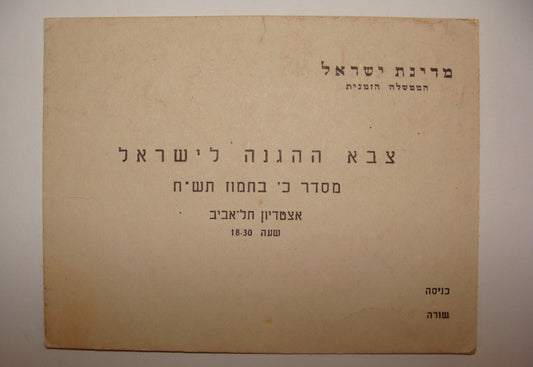 מדינת ישראל
הממשלה הזמנית
צבא ההגנה לישראל
מסדר כ׳ בתמוז תש״ח
אצטדיון תל־אביב
שעה 18.30
כניסה
שורה